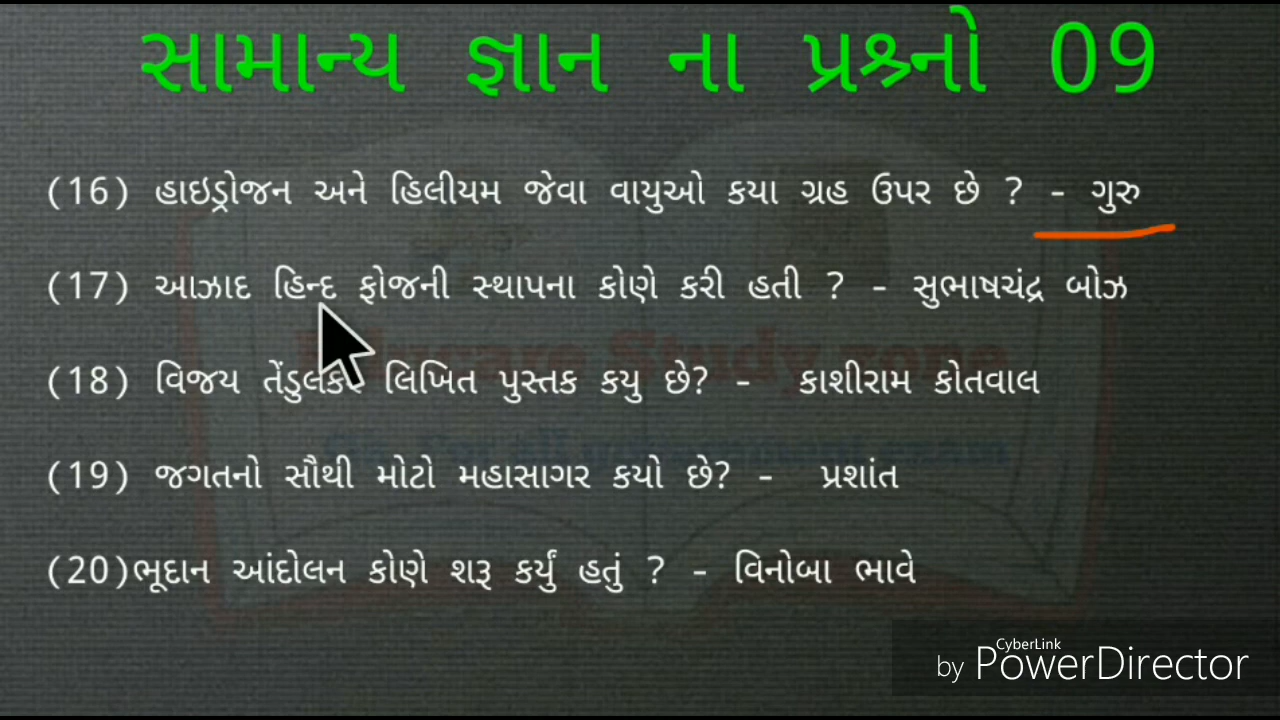 સામાન્ય જ્ઞાન ના પ્રશ્નો 09
(16) હાઇડ્રોજન અને હિલીયમ જેવા વાયુઓ કયા ગ્રહ ઉપર છે ? - ગુરુ
(17) આઝાદ હિન્દ ફોજની સ્થાપના કોણે કરી હતી ? - સુભાષચંદ્ર બોઝ
(18) વિજય તેંડુલકર લિખિત પુસ્તક કયુ છે? - કાશીરામ કોતવાલ
(19) જગતનો સૌથી મોટો મહાસાગર કયો છે? - પ્રશાંત
(20)ભૂદાન આંદોલન કોણે શરૂ કર્યું હતું ? - વિનોબા ભાવે
CyberLink
by PowerDirector